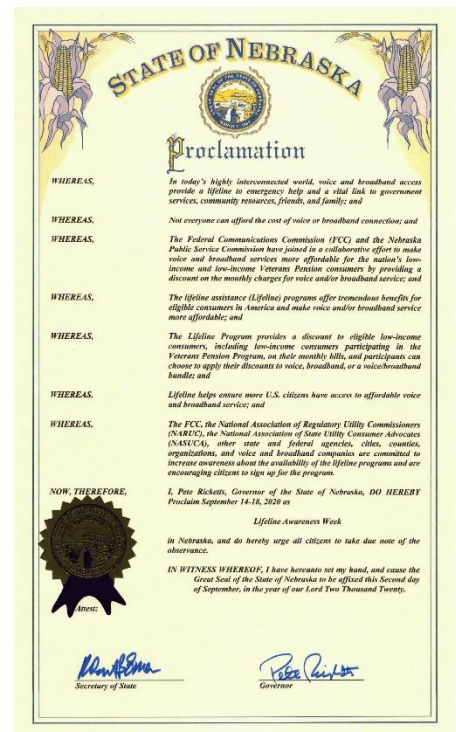 STATE OF NEBRASKA
Proclamation
WHEREAS, In today's highly interconnected world, voice and broadband access
provide a lifeline to emergency help and a vital link to government
services, community resources, friends, and family; and
WHEREAS, Not everyone can afford the cost of voice or broadband connection; and
WHEREAS, The Federal Communications Commission (FCC) and the Nebraska
Public Service Commission have joined in a collaborative effort to make
voice and broadband services more affordable for the nation's low-
income and low-income Veterans Pension consumers by providing a
discount on the monthly charges for voice and/or broadband service; and
WHEREAS, The lifeline assistance (Lifeline) programs offer tremendous benefits for
eligible consumers in America and make voice and/or broadband service
more affordable; and
WHEREAS, The Lifeline Program provides a discount to eligible low-income
consumers, including low-income consumers participating in the
Veterans Pension Program, on their monthly bills, and participants can
choose to apply their discounts to voice, broadband, or a voice/broadband
bundle; and
WHEREAS, Lifeline helps ensure more U.S. citizens have access to affordable voice
and broadband service; and
WHEREAS, The FCC, the National Association of Regulatory Utility Commissioners
(NARUC), the National Association of State Utility Consumer Advocates
(NASUCA), other state and federal agencies, cities, counties,
organizations, and voice and broadband companies are committed to
increase awareness about the availability of the lifeline programs and are
encouraging citizens to sign up for the program.
NOW, THEREFORE, I, Pete Ricketts, Governor of the State of Nebraska, DO HEREBY
Proclaim September 14-18, 2020 as
Lifeline Awareness Week
in Nebraska, and do hereby urge all citizens to take due note of the
observance.
IN WITNESS WHEREOF, I have hereunto set my hand, and cause the
Great Seal of the State of Nebraska to be affixed this Second day
of September, in the year of our Lord Two Thousand Twenty.
Attest:
Pete Ricketts
Secretary of State
Governor